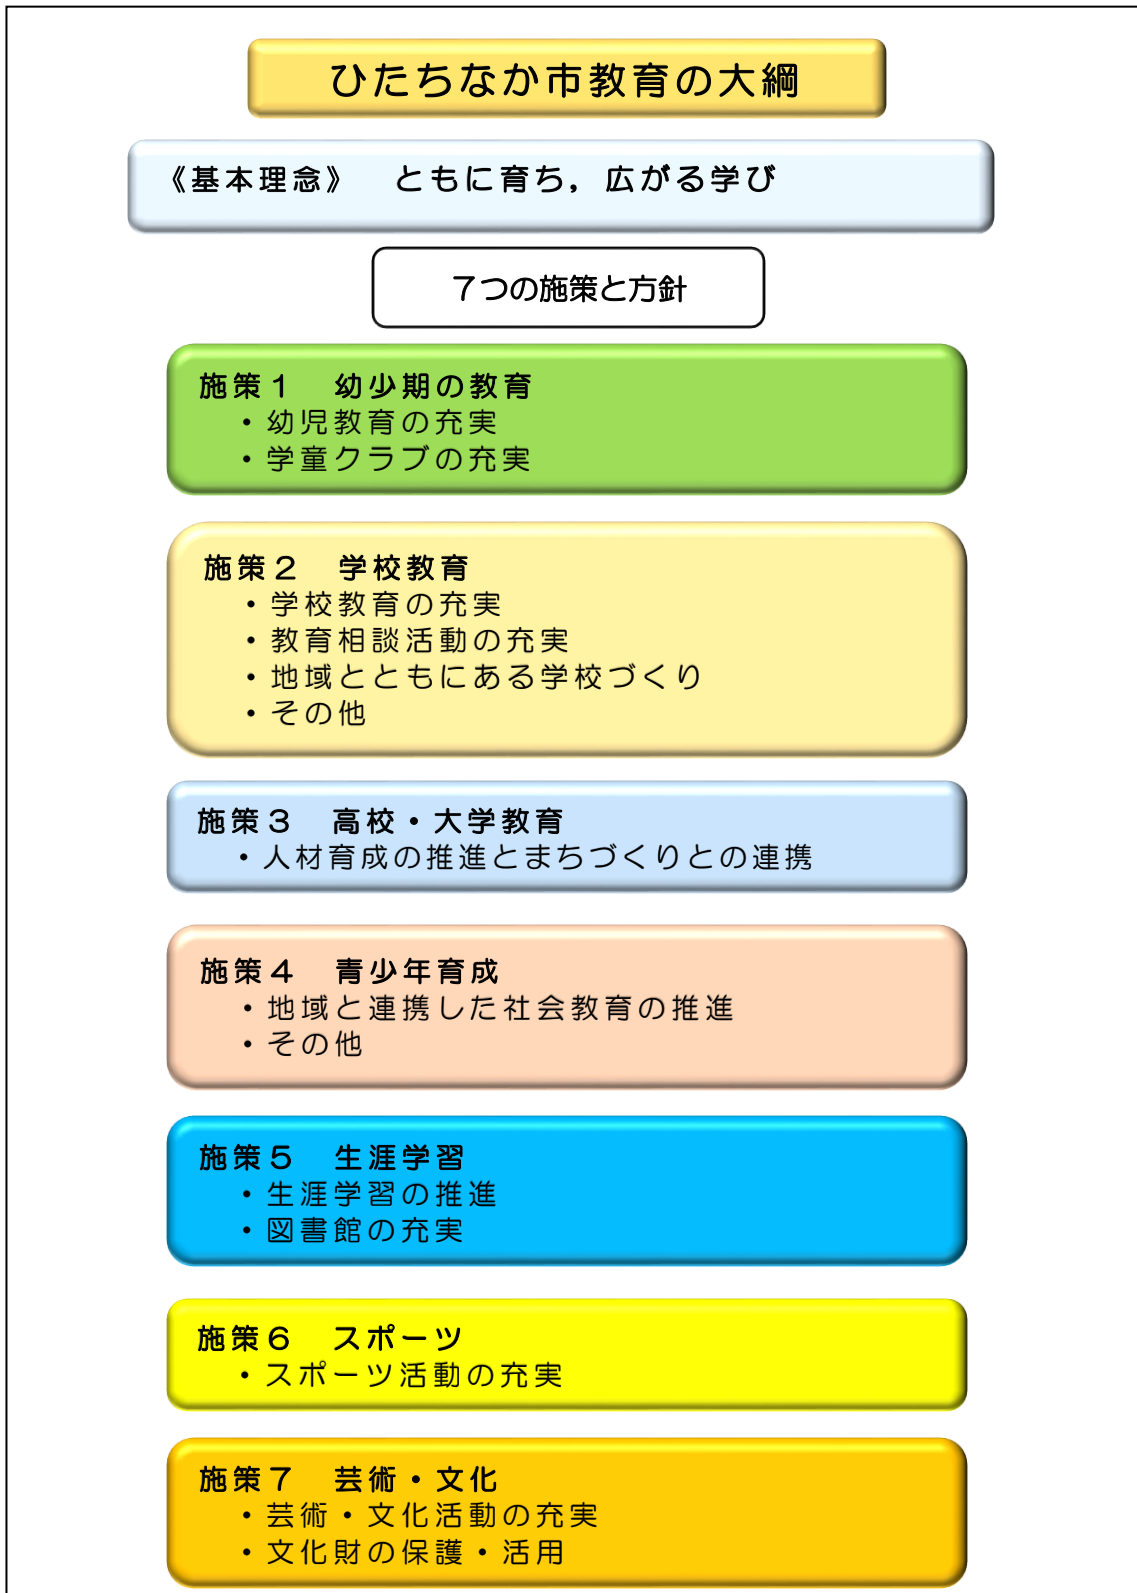 ひたちなか市教育の大綱
《基本理念》　ともに育ち，広がる学び
７つの施策と方針
施策１　幼少期の教育
・幼児教育の充実
・学童クラブの充実
施策２　学校教育
・学校教育の充実
・教育相談活動の充実
・地域とともにある学校づくり
・その他
施策３　高校・大学教育
・人材育成の推進とまちづくりとの連携
施策４　青少年育成
・地域と連携した社会教育の推進
・その他
施策５　生涯学習
・生涯学習の推進
・図書館の充実
施策６　スポーツ
・スポーツ活動の充実
施策７　芸術・文化
・芸術・文化活動の充実
・文化財の保護・活用